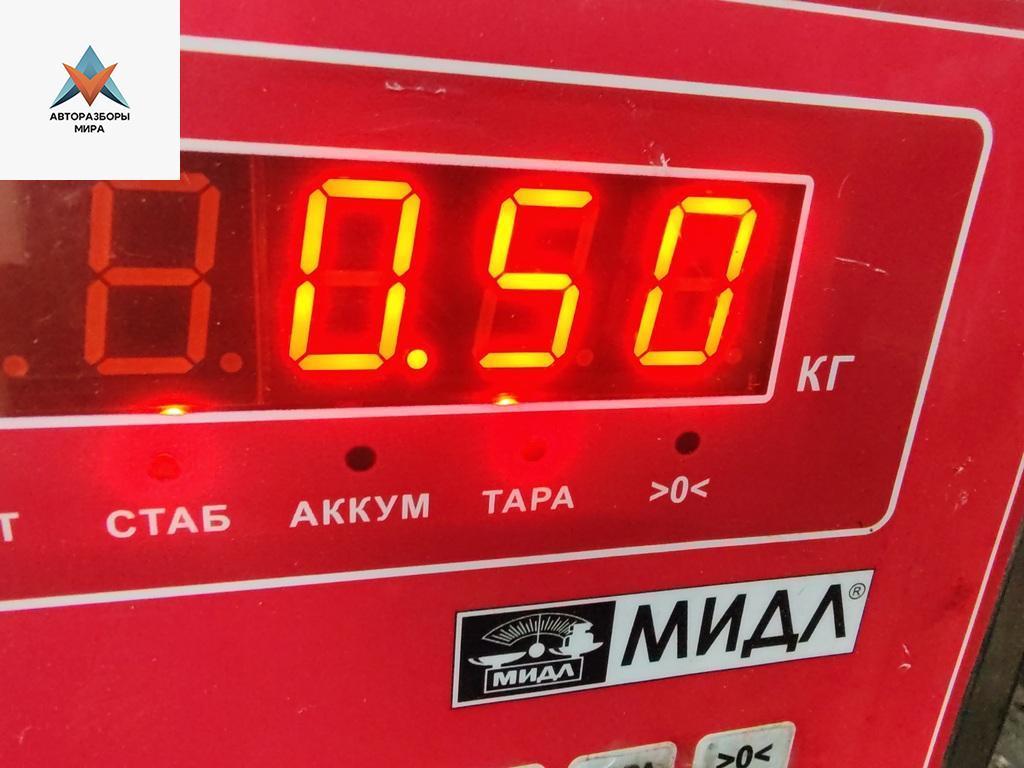 АВТОРАЗБОРЫ
МИРА
0.50
КГ
Т СТАБ АККУМ ТАРА >0<
МИДЛ МИДЛ®
>0<